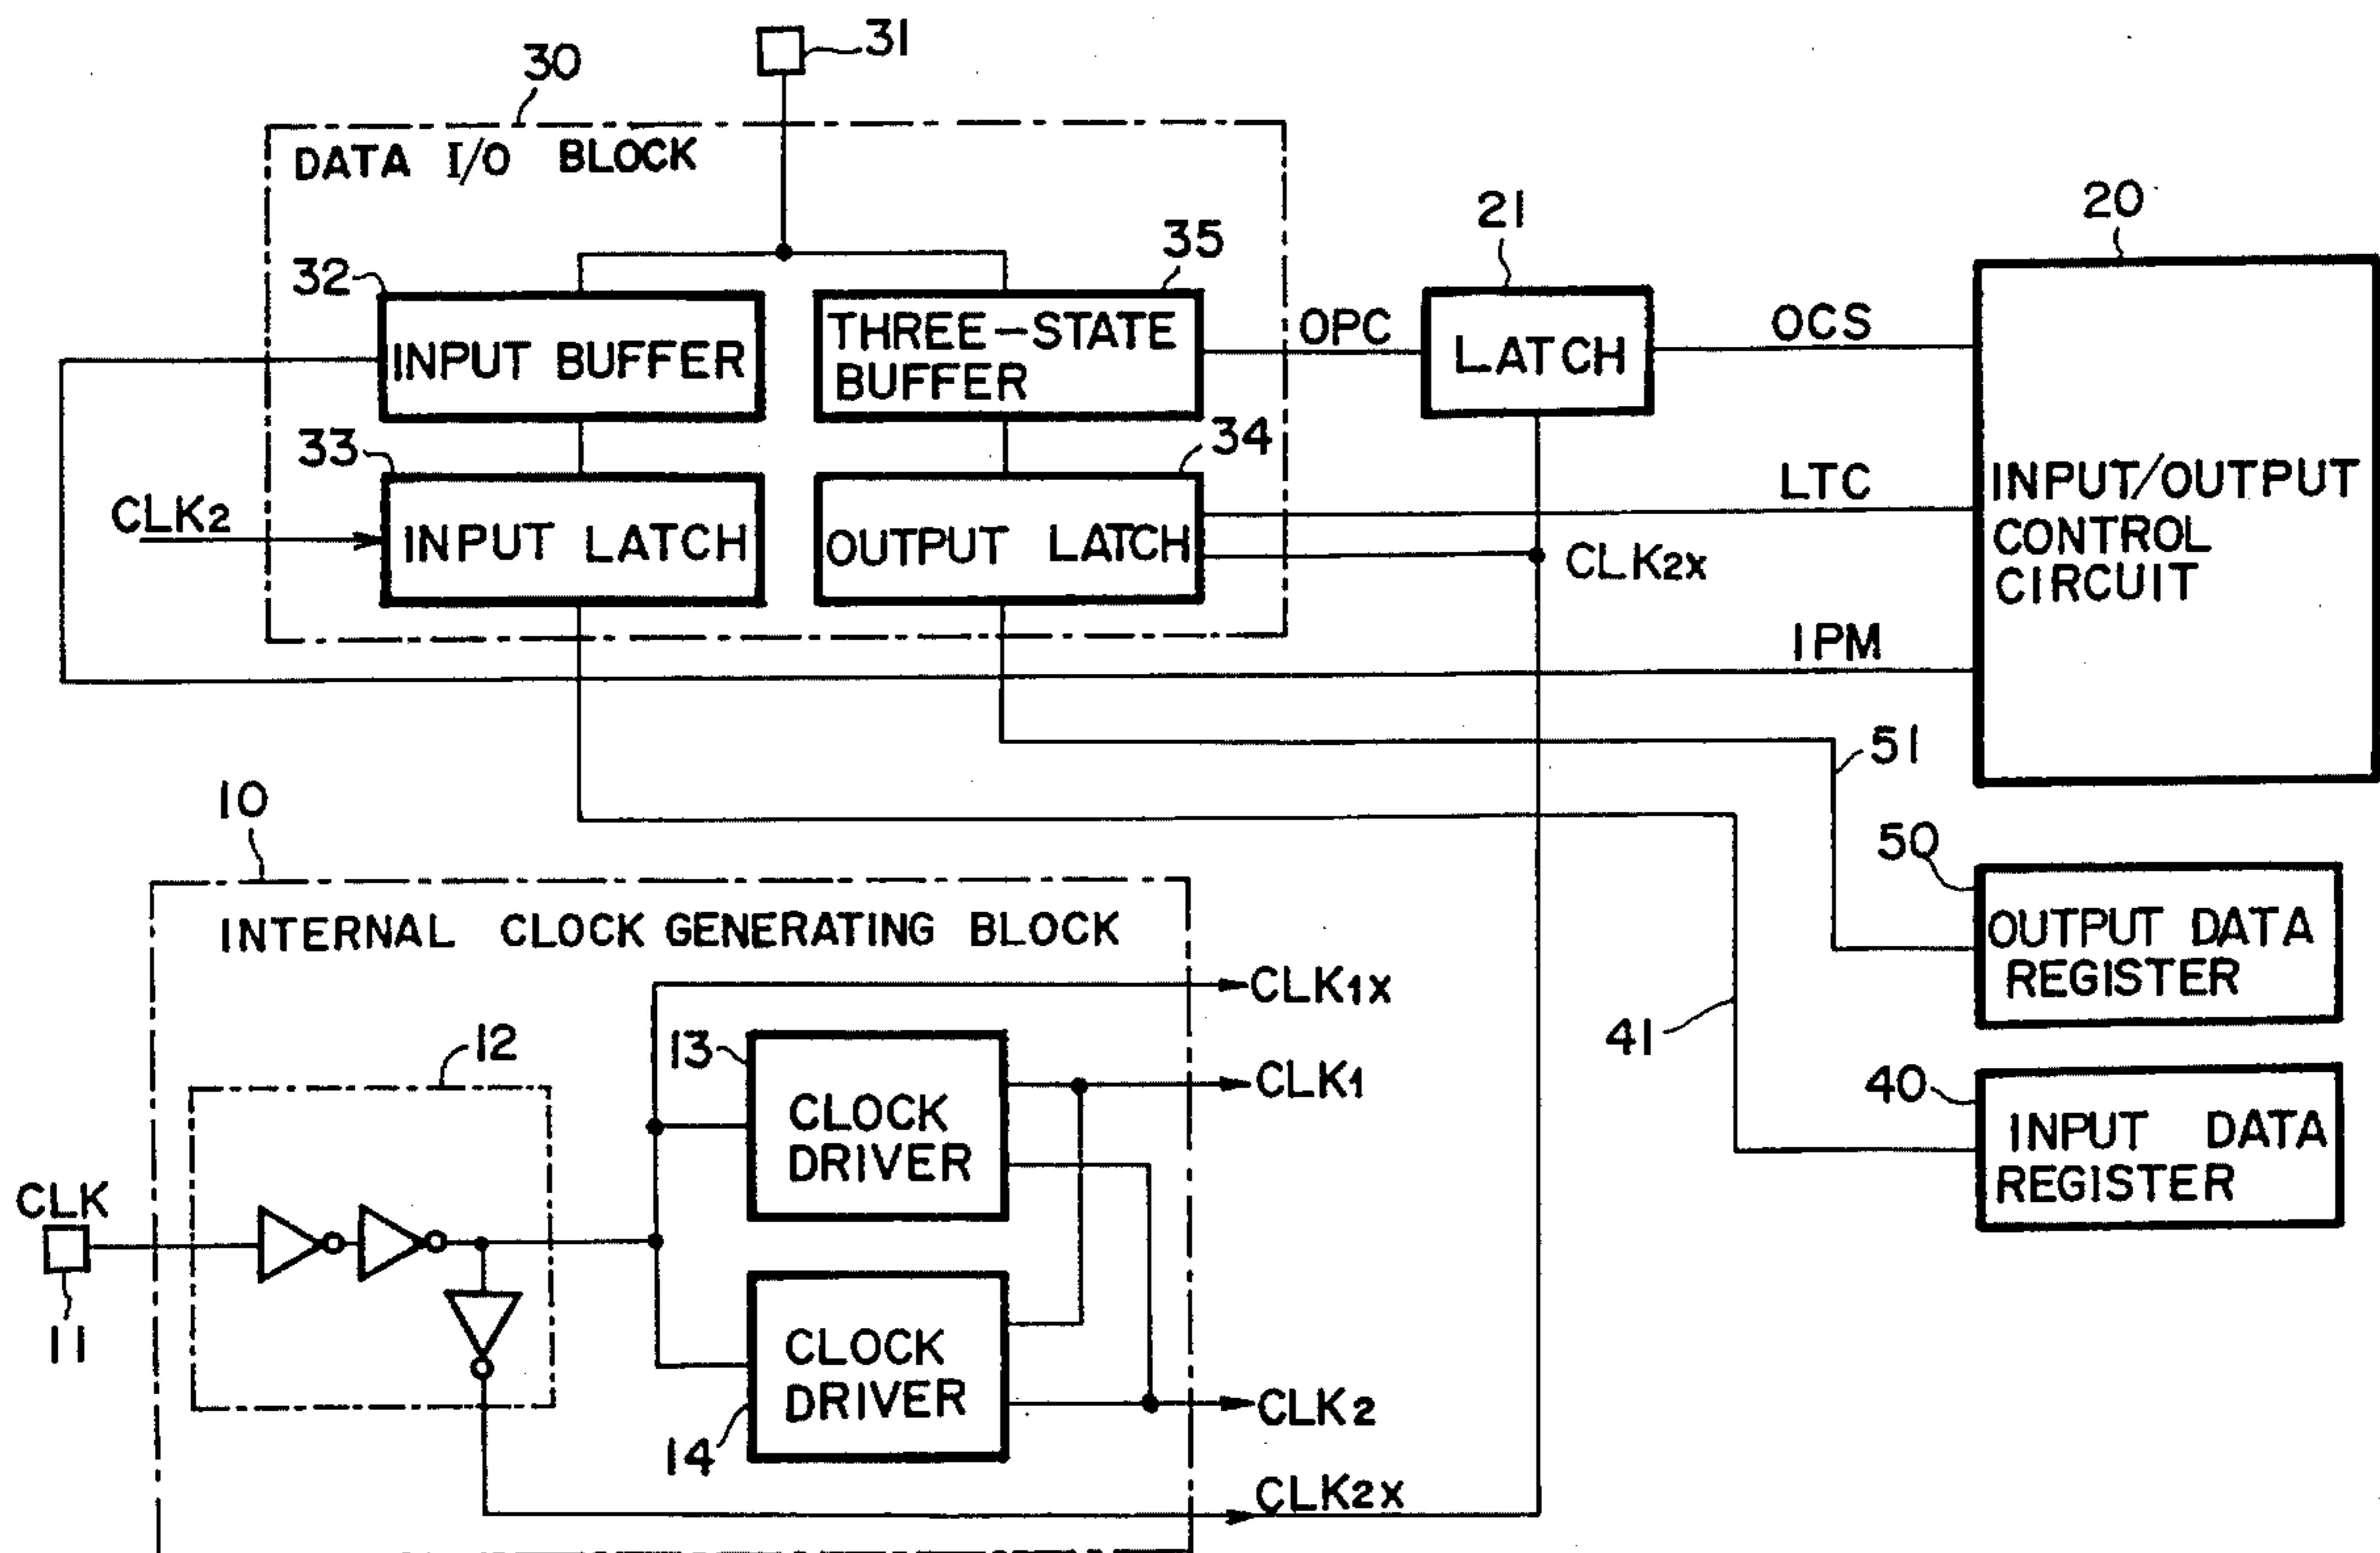 31
30
DATA I/O BLOCK
20
21
35
32
THREE-STATE
BUFFER
INPUT BUFFER
OPC
LATCH
OCS
33
34
CLK2
INPUT LATCH
OUTPUT LATCH
LTC
CLK2X
INPUT/OUTPUT
CONTROL
CIRCUIT
IPM
51
10
50
INTERNAL CLOCK GENERATING BLOCK
OUTPUT DATA
REGISTER
CLK1X
12
13
41
CLOCK
DRIVER
CLK1
40
INPUT DATA
REGISTER
CLK
11
CLOCK
DRIVER
14
CLK2
CLK2X